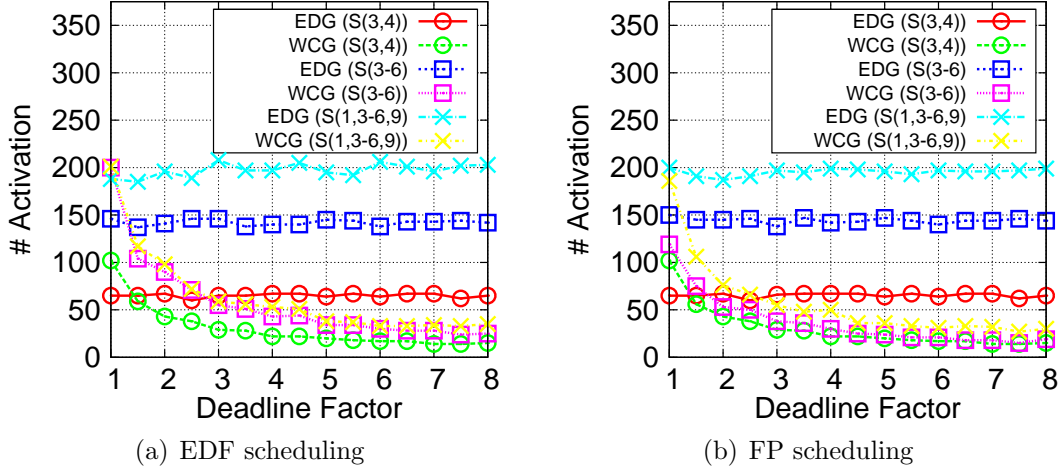 EDG (S(3,4))
WCG (S(3,4))
EDG (S(3-6)
WCG (S(3-6))
EDG (S(1,3-6,9)
WCG (S(1,3-6,9))
# Activation
350
300
250
200
150
100
50
0
1 2 3 4 5 6 7 8
Deadline Factor
(a) EDF scheduling
EDG (S(3,4))
WCG (S(3,4))
EDG (S(3-6)
WCG (S(3-6))
EDG (S(1,3-6,9)
WCG (S(1,3-6,9))
# Activation
350
300
250
200
150
100
50
0
1 2 3 4 5 6 7 8
Deadline Factor
(b) FP scheduling